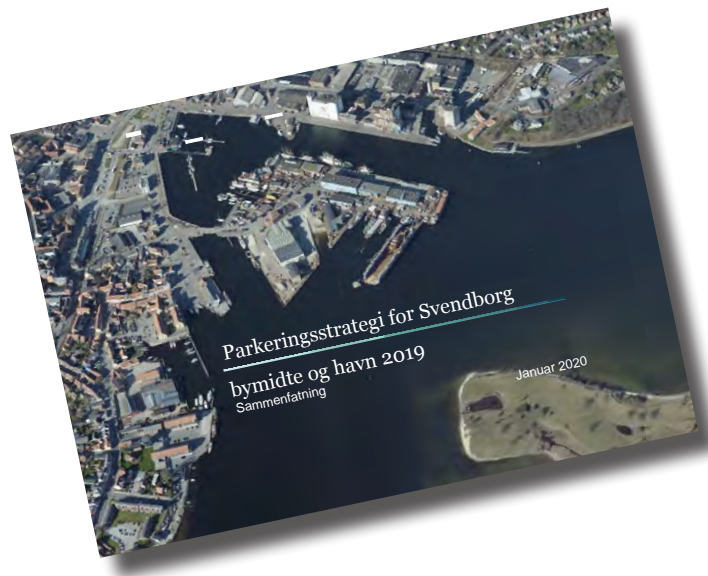 Parkeringsstrategi for Svendborg
bymidte og havn 2019
Sammenfatning
Januar 2020